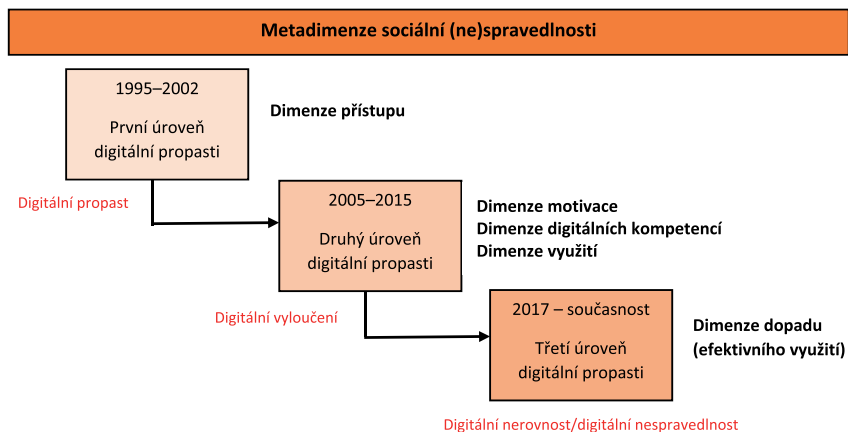 Metadimenze sociální (ne)spravedlnosti
1995–2002
První úroveň
digitální propasti
Dimenze přístupu
Digitální propast
2005–2015
Druhý úroveň
digitální propasti
Dimenze motivace
Dimenze digitálních kompetencí
Dimenze využití
Digitální vyloučení
2017 – současnost
Třetí úroveň
digitální propasti
Dimenze dopadu
(efektivního využití)
Digitální nerovnost/digitální nespravedlnost